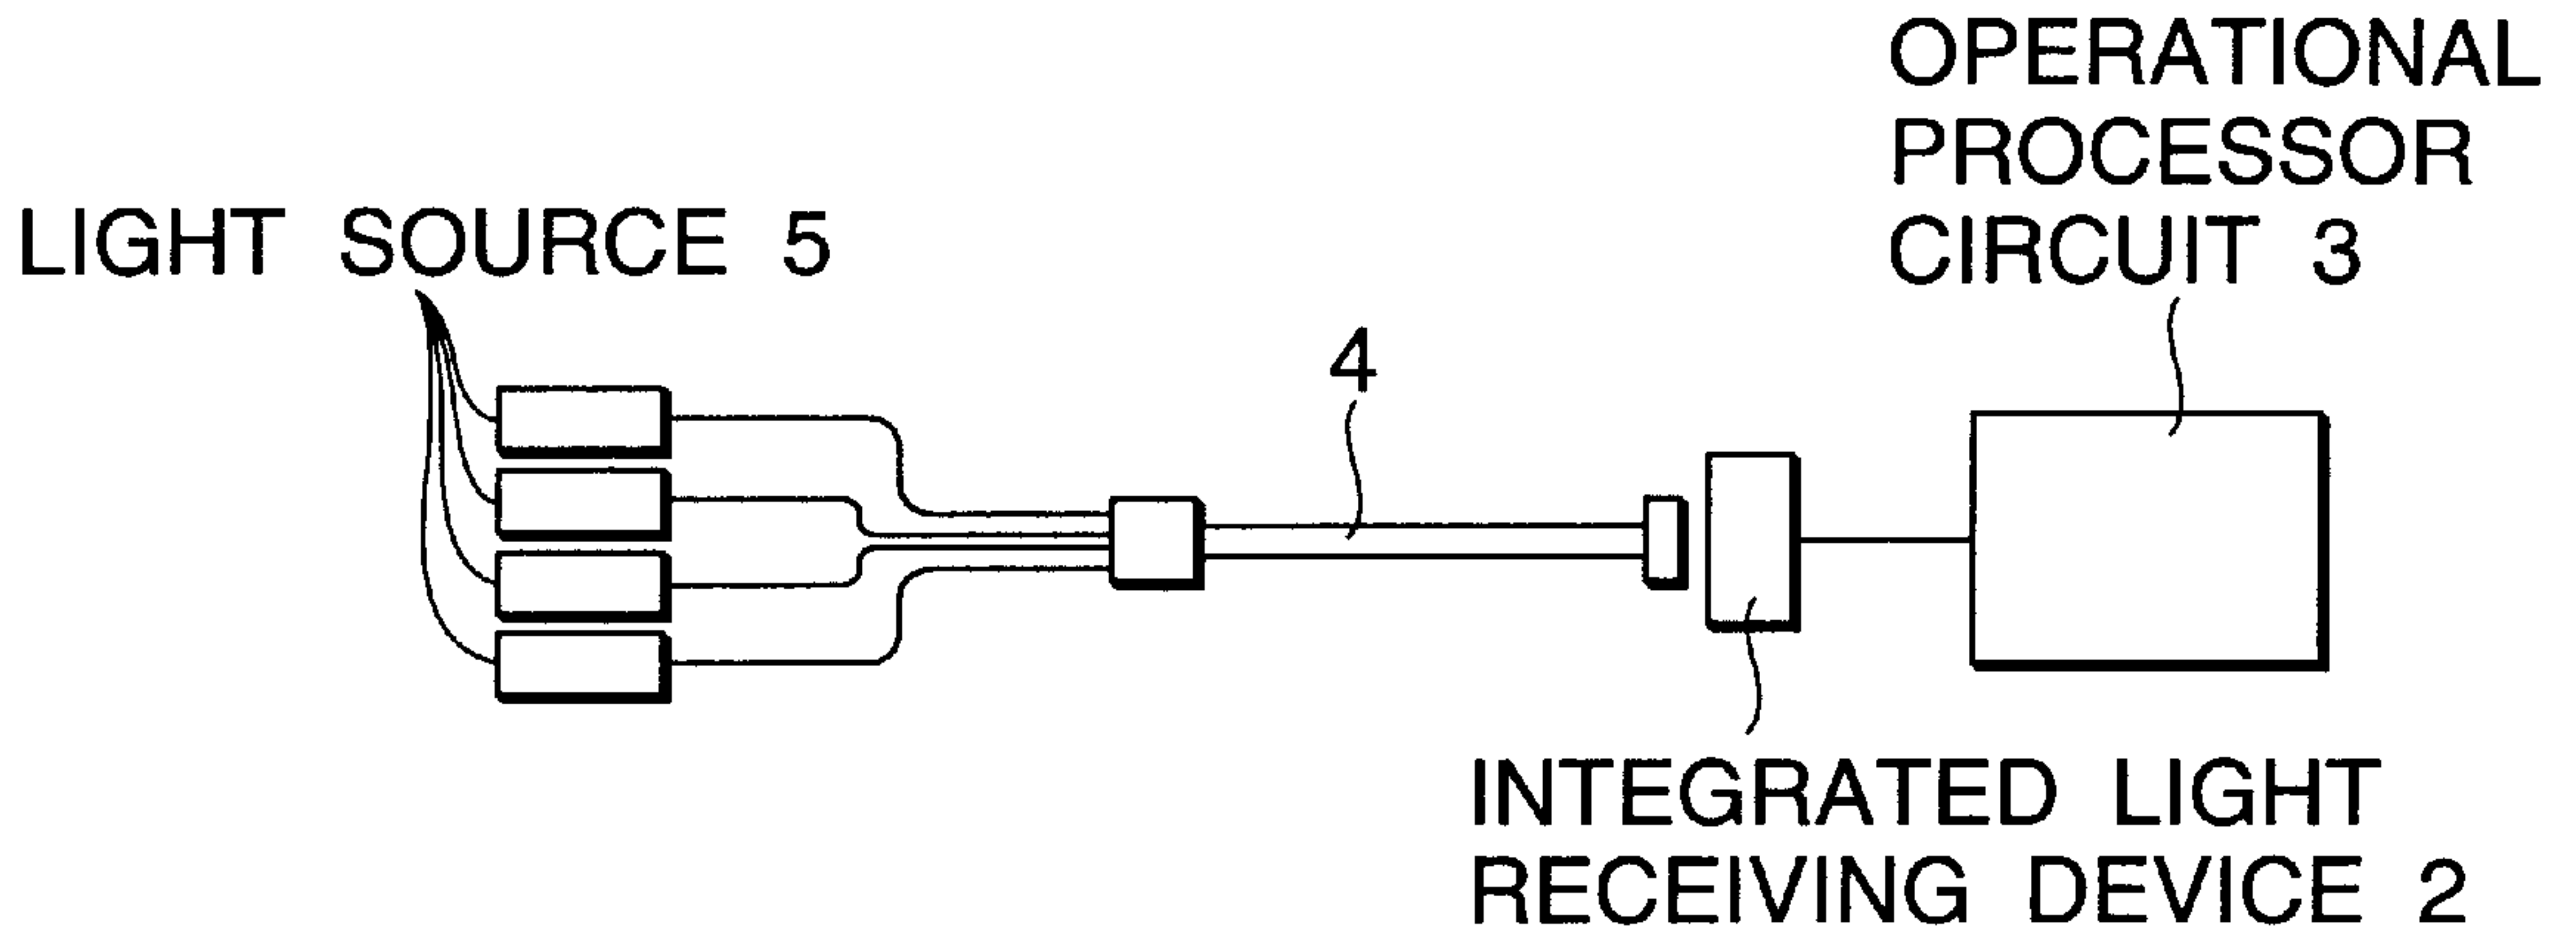 OPERATIONAL
PROCESSOR
CIRCUIT 3
LIGHT SOURCE 5
4
INTEGRATED LIGHT
RECEIVING DEVICE 2